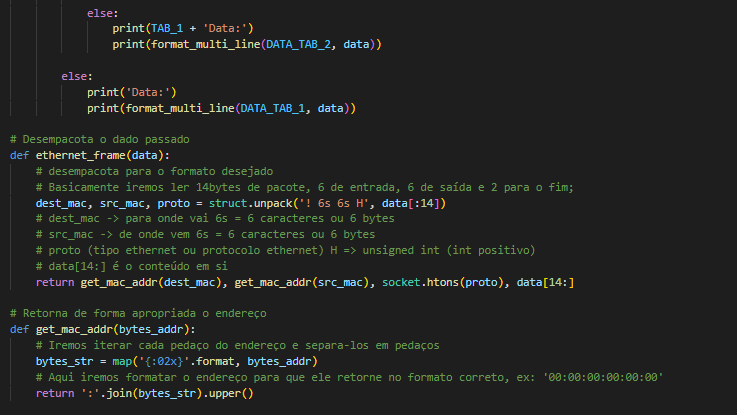 else:
print(TAB_1 + 'Data:')
print(format_multi_line(DATA_TAB_2, data))
else:
print('Data:')
print(format_multi_line(DATA_TAB_1, data))
# Desempacota o dado passado
def ethernet_frame(data):
# desempacota para o formato desejado
# Basicamente iremos ler 14bytes de pacote, 6 de entrada, 6 de saída e 2 para o fim;
dest_mac, src_mac, proto = struct.unpack('! 6s 6s H', data[:14])
# dest_mac -> para onde vai 6s = 6 caracteres ou 6 bytes
# src_mac -> de onde vem 6s = 6 caracteres ou 6 bytes
# proto (tipo ethernet ou protocolo ethernet) H => unsigned int (int positivo)
# data[14:] é o conteúdo em si
return get_mac_addr(dest_mac), get_mac_addr(src_mac), socket.htons(proto), data[14:]
# Retorna de forma apropriada o endereço
def get_mac_addr(bytes_addr):
# Iremos iterar cada pedaço do endereço e separa-los em pedaços
bytes_str = map('{:02x}'.format, bytes_addr)
# Aqui iremos formatar o endereço para que ele retorne no formato correto, ex: '00:00:00:00:00:00'
return ':'.join(bytes_str).upper()